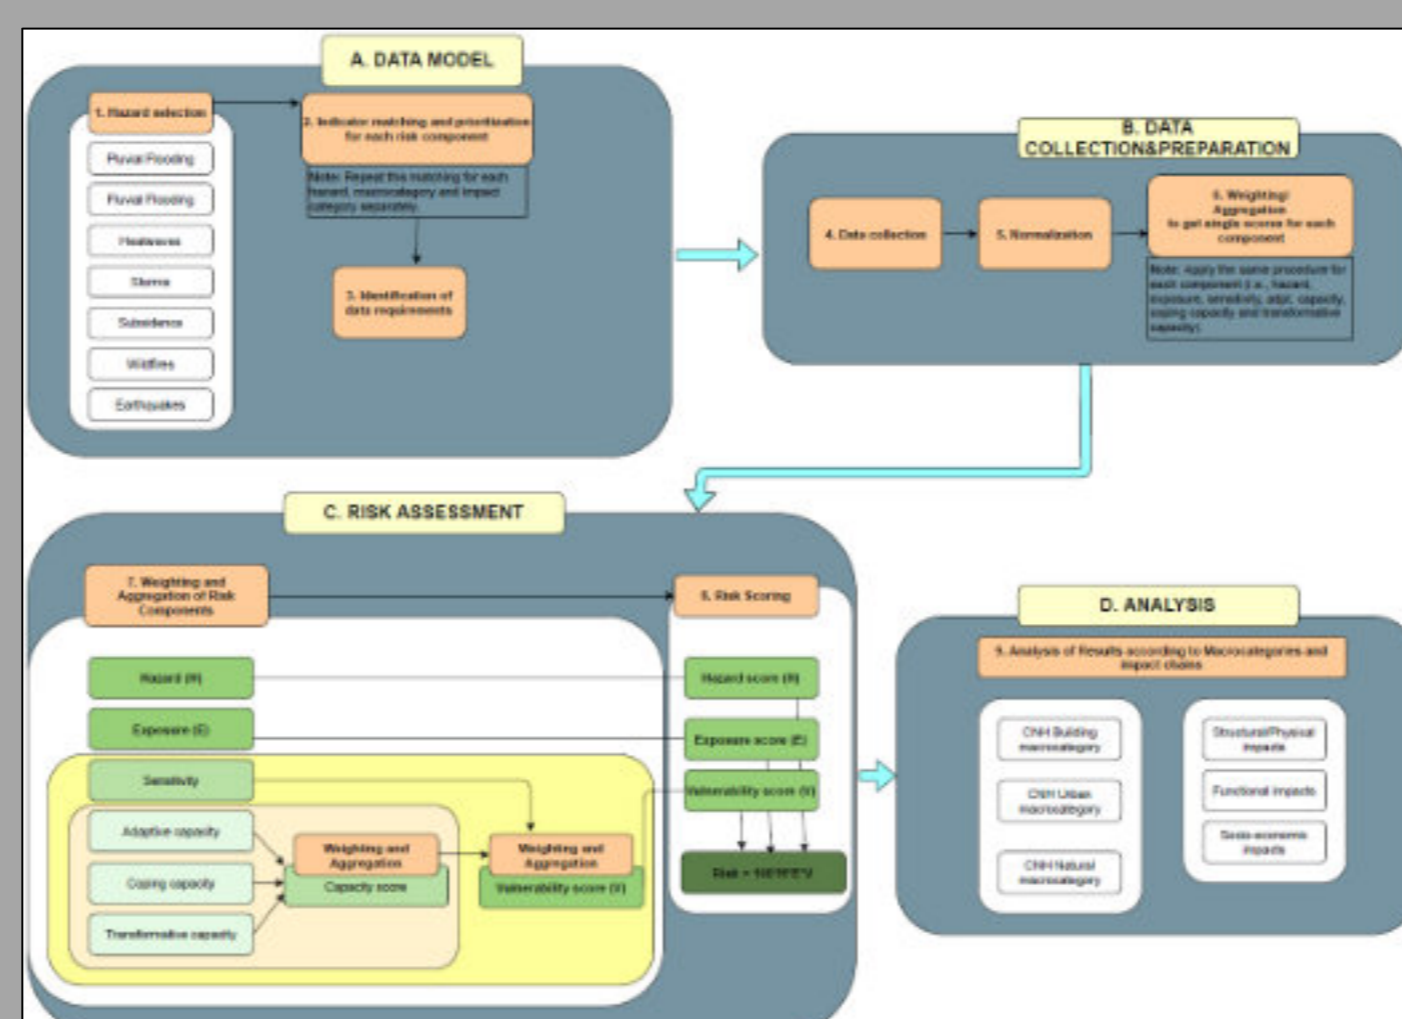 A. DATA MODEL
1. Hazard selection
Pluvial Flooding
Fluvial Flooding
Heatwaves
Storms
Subsidence
Wildfires
Earthquakes
2. Indicator matching and prioritization
for each risk component
Note: Repeat this matching for each
hazard, macrocategory and impact
category separately.
3. Identification of
data requirements
B. DATA
COLLECTION&PREPARATION
4. Data collection
5. Normalization
6. Weighting/
Aggregation
to get single scores for each
component
Note: Apply the same procedure for
each component (i.e., hazard,
exposure, sensitivity, adpt. capacity,
coping capacity and transformative
capacity).
C. RISK ASSESSMENT
7. Weighting and
Aggregation of Risk
Components
8. Risk Scoring
Hazard (H)
Exposure (E)
Sensitivity
Adaptive capacity
Coping capacity
Transformative capacity
Weighting and
Aggregation
Capacity score
Weighting and
Aggregation
Vulnerability score (V)
Hazard score (H)
Exposure score (E)
Vulnerability score (V)
Risk =
D. ANALYSIS
9. Analysis of Results according to Macrocategories and
impact chains
CNH Building
macrocategory
CNH Urban
macrocategory
CNH Natural
macrocategory
Structural/Physical
impacts
Functional impacts
Socio-economic
impacts